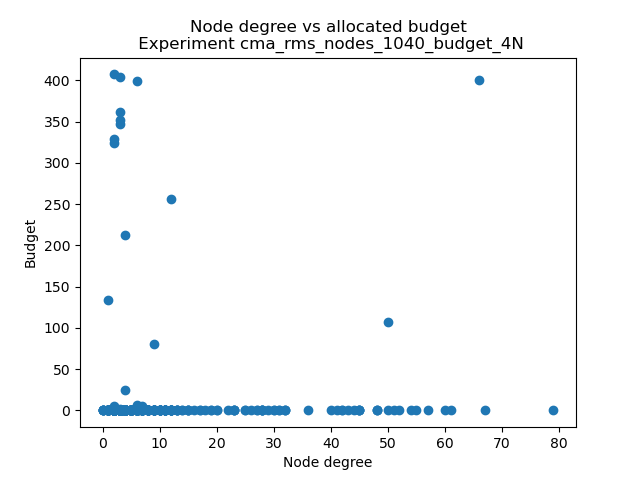 Node degree vs allocated budget
Experiment cma_rms_nodes_1040_budget_4N
400
350
300
250
200
150
100
50
0
Budget
0 10 20 30 40 50 60 70 80
Node degree